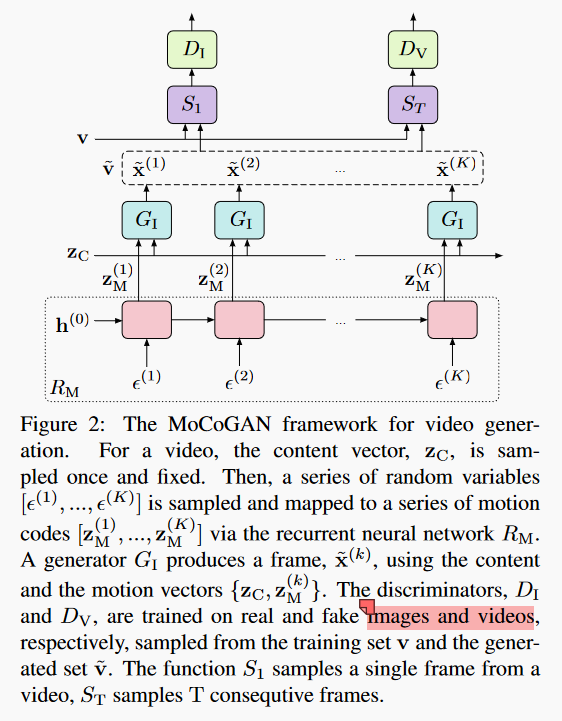 D_I D_V
S_1 S_T
v
ṽ x̃^(1) x̃^(2) ... x̃^(K)
G_I G_I G_I
z_C ...
z_M^(1) z_M^(2) z_M^(K)
h^(0) ...
R_M ϵ^(1) ϵ^(2) ϵ^(K)
Figure 2: The MoCoGAN framework for video gener-
ation. For a video, the content vector, z_C, is sam-
pled once and fixed. Then, a series of random variables
[ϵ^(1), ..., ϵ^(K)] is sampled and mapped to a series of motion
codes [z_M^(1), ..., z_M^(K)] via the recurrent neural network R_M.
A generator G_I produces a frame, x̃^(k), using the content
and the motion vectors {z_C, z_M^(k)}. The discriminators, D_I
and D_V, are trained on real and fake images and videos,
respectively, sampled from the training set v and the gener-
ated set ṽ. The function S_1 samples a single frame from a
video, S_T samples T consequtive frames.